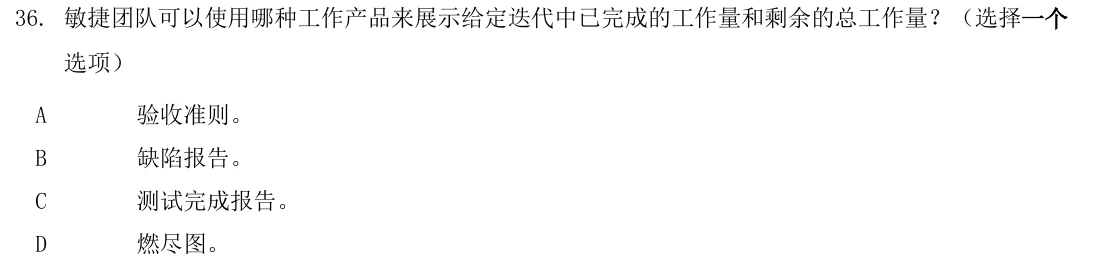 36. 敏捷团队可以使用哪种工作产品来展示给定迭代中已完成的工作量和剩余的总工作量？（选择一个
选项）
A 验收准则。
B 缺陷报告。
C 测试完成报告。
D 燃尽图。